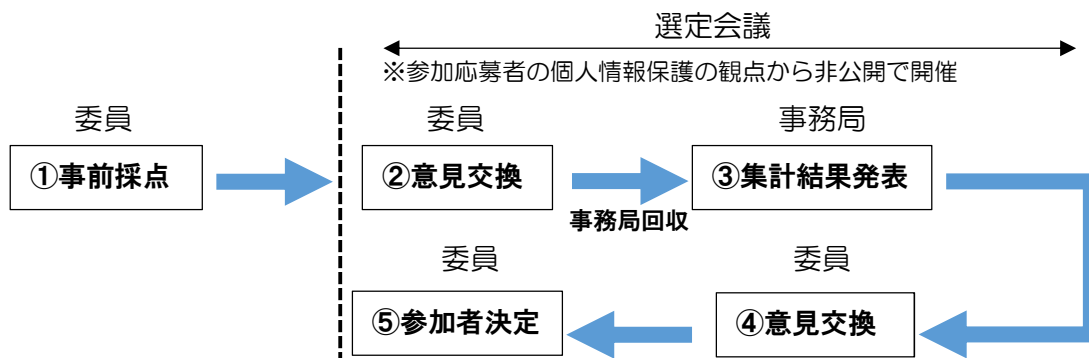 選定会議
※参加応募者の個人情報保護の観点から非公開で開催
委員
委員
事務局
①事前採点
②意見交換
③集計結果発表
事務局回収
委員
委員
⑤参加者決定
④意見交換